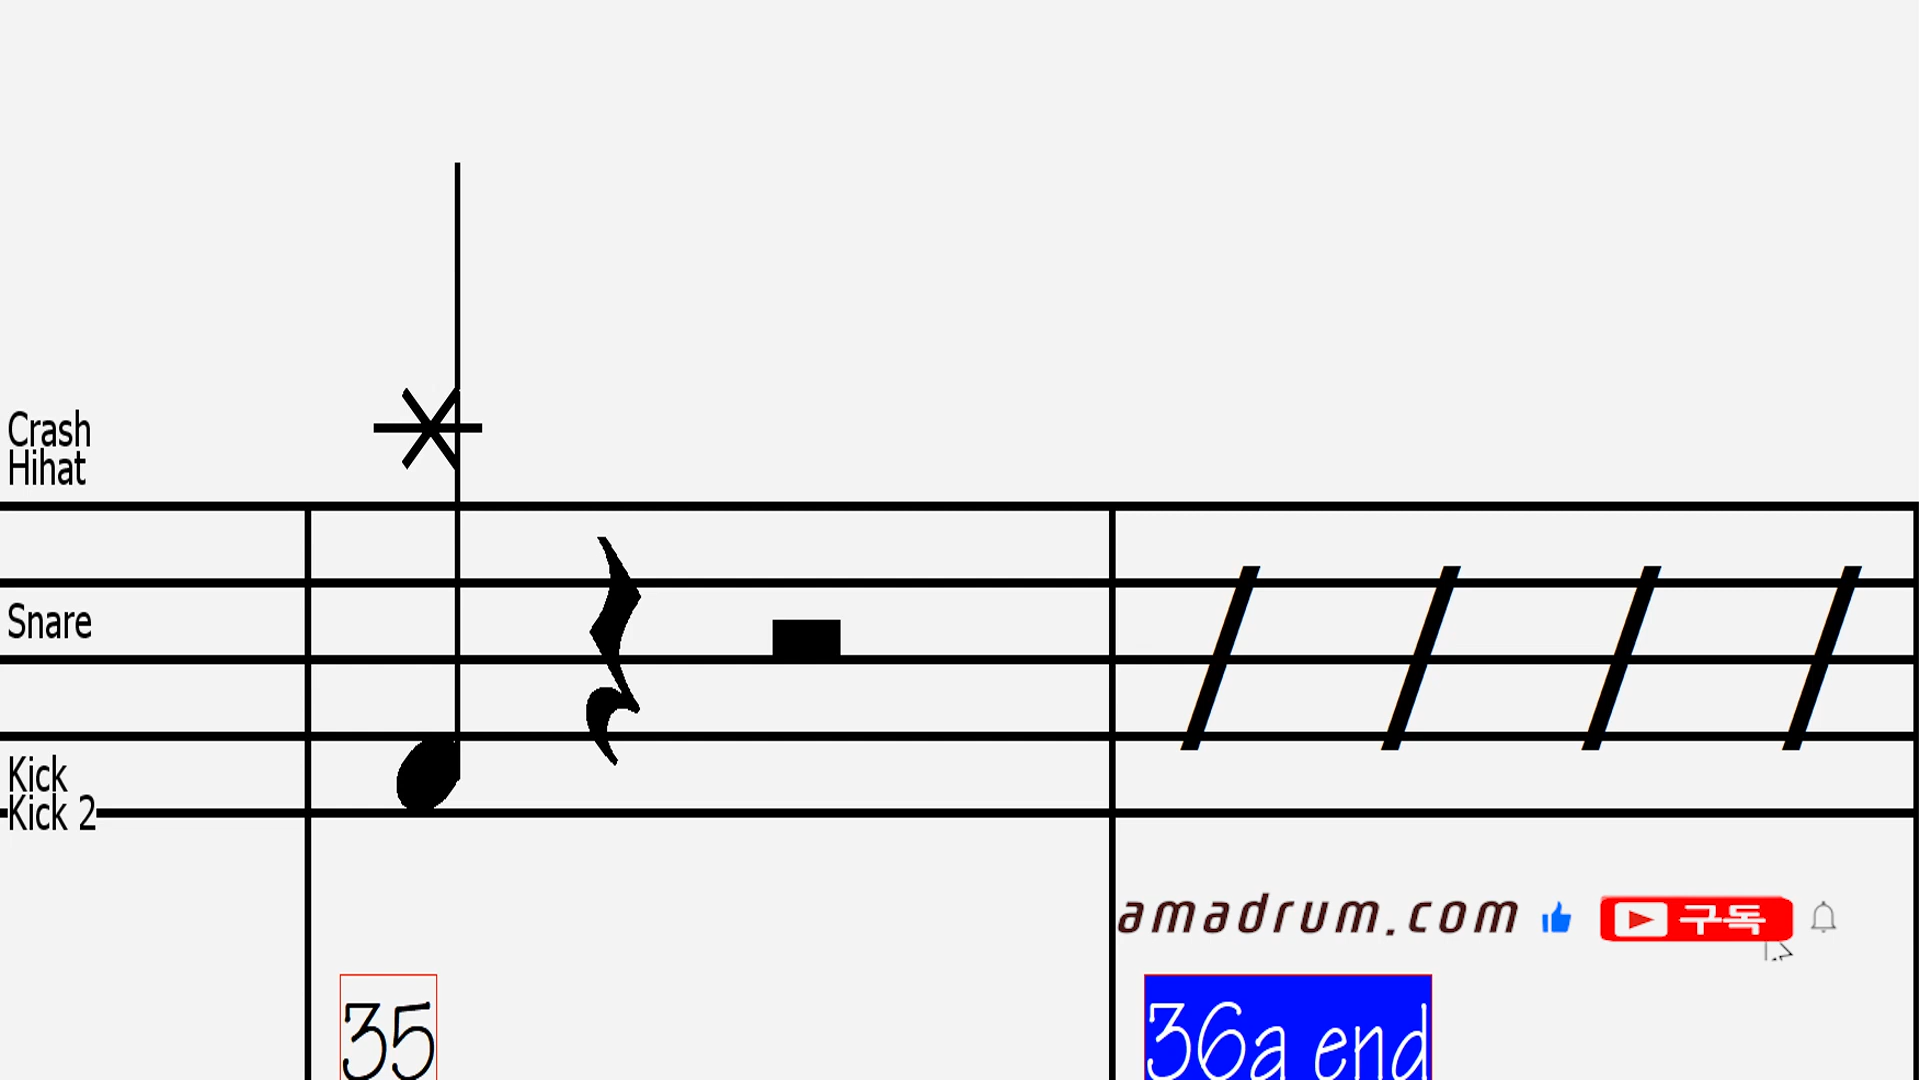 Crash
Hihat
Snare
Kick
Kick 2
amadrum.com
구독
35
36a end